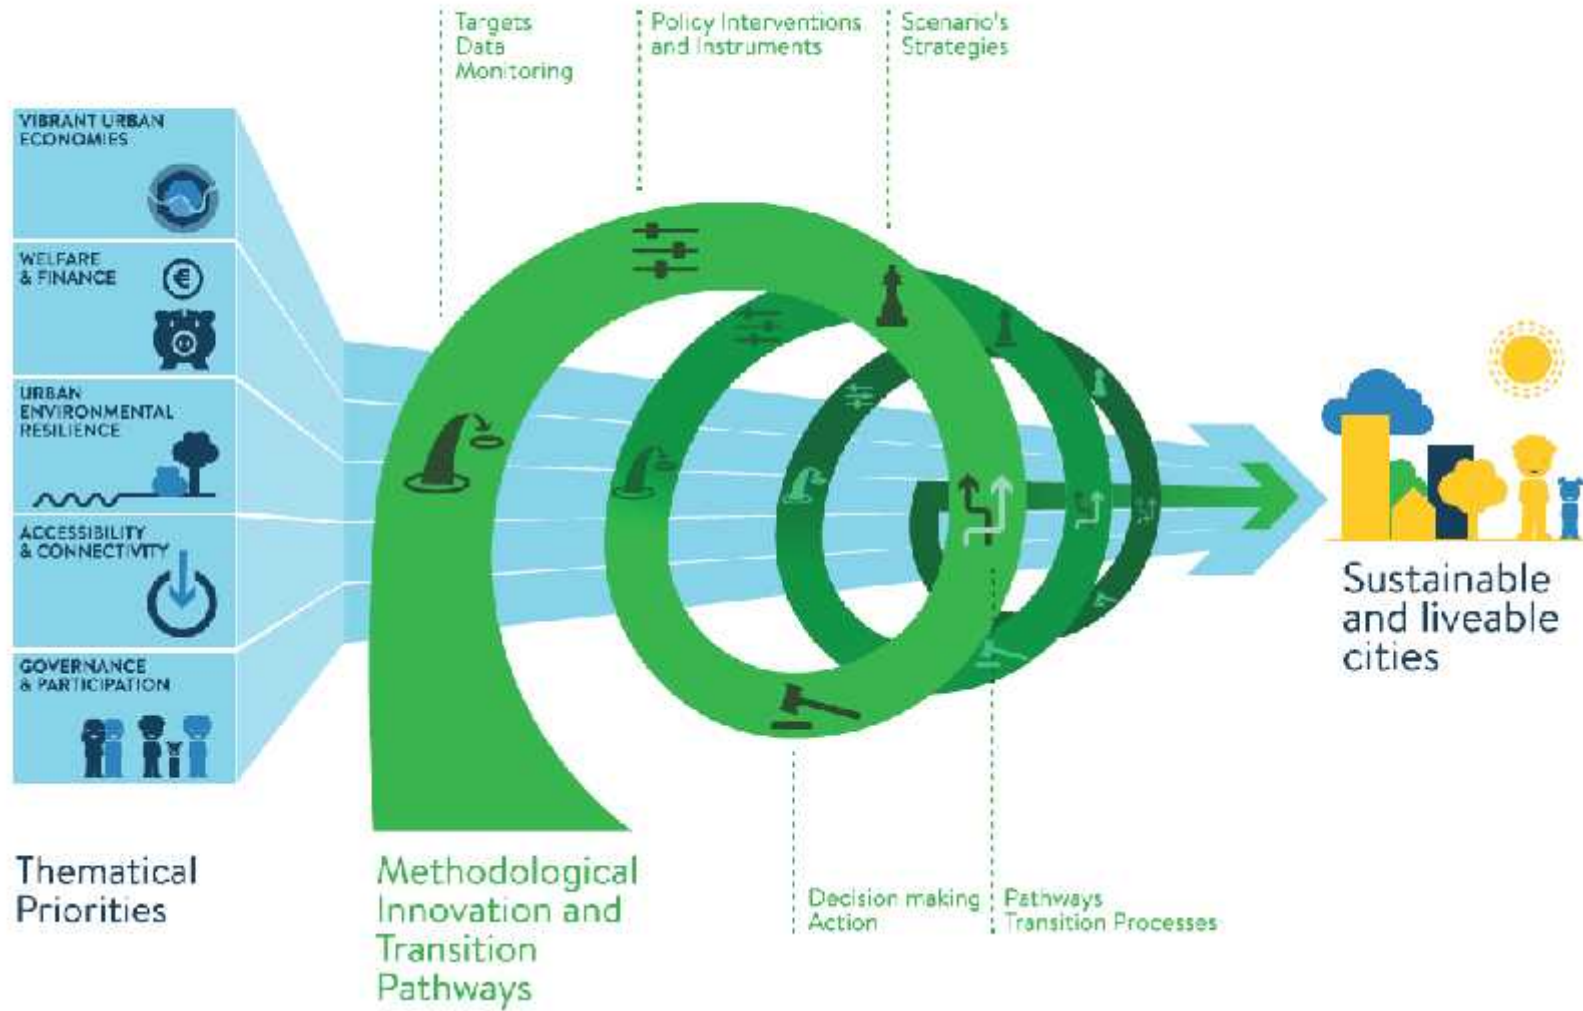 Targets
Data
Monitoring
Policy Interventions
and Instruments
Scenario's
Strategies
VIBRANT URBAN
ECONOMIES
WELFARE
& FINANCE
€
URBAN
ENVIRONMENTAL
RESILIENCE
ACCESSIBILITY
& CONNECTIVITY
GOVERNANCE
& PARTICIPATION
Sustainable
and liveable
cities
Thematical
Priorities
Methodological
Innovation and
Transition
Pathways
Decision making
Action
Pathways
Transition Processes